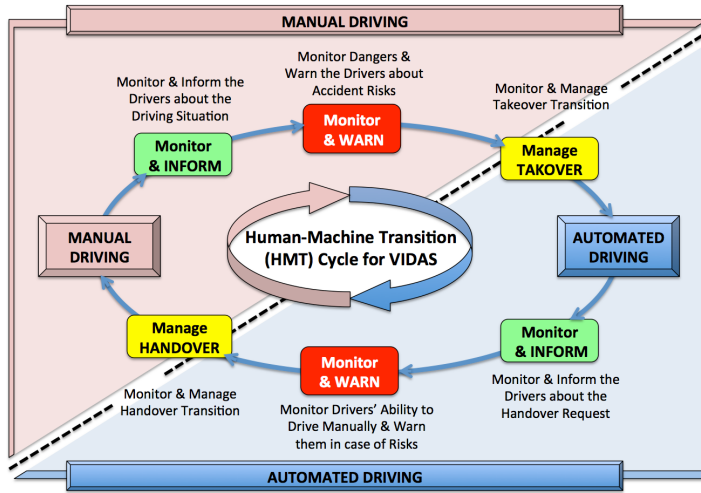 MANUAL DRIVING
Monitor Dangers &
Warn the Drivers about
Accident Risks
Monitor & Inform the
Drivers about the
Driving Situation
Monitor & Manage
Takeover Transition
Monitor
& WARN
Monitor
& INFORM
Manage
TAKOVER
MANUAL
DRIVING
Human-Machine Transition
(HMT) Cycle for VIDAS
AUTOMATED
DRIVING
Manage
HANDOVER
Monitor
& INFORM
Monitor
& WARN
Monitor & Manage
Handover Transition
Monitor & Inform the
Drivers about the
Handover Request
Monitor Drivers’ Ability to
Drive Manually & Warn
them in case of Risks
AUTOMATED DRIVING